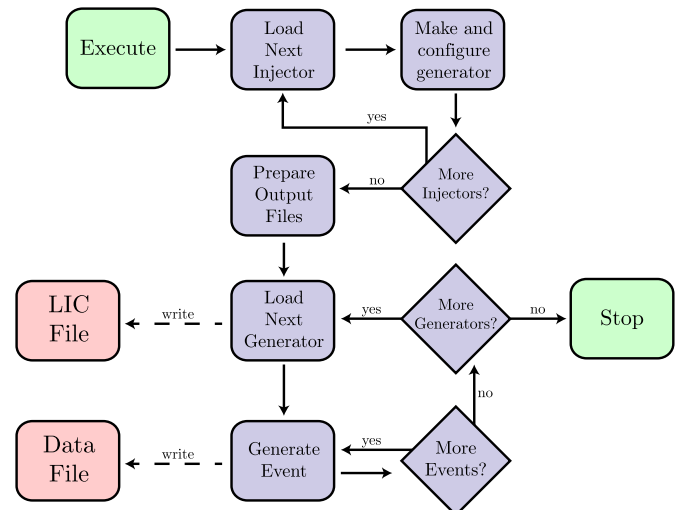 Execute
Load
Next
Injector
Make and
configure
generator
yes
More
Injectors?
no
Prepare
Output
Files
LIC
File
write
Load
Next
Generator
yes
More
Generators?
no
Stop
no
Data
File
write
Generate
Event
yes
More
Events?